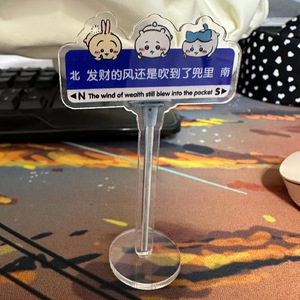 北 发财的风还是吹到了兜里 南
◄N The wind of wealth still blew into the pocket S►